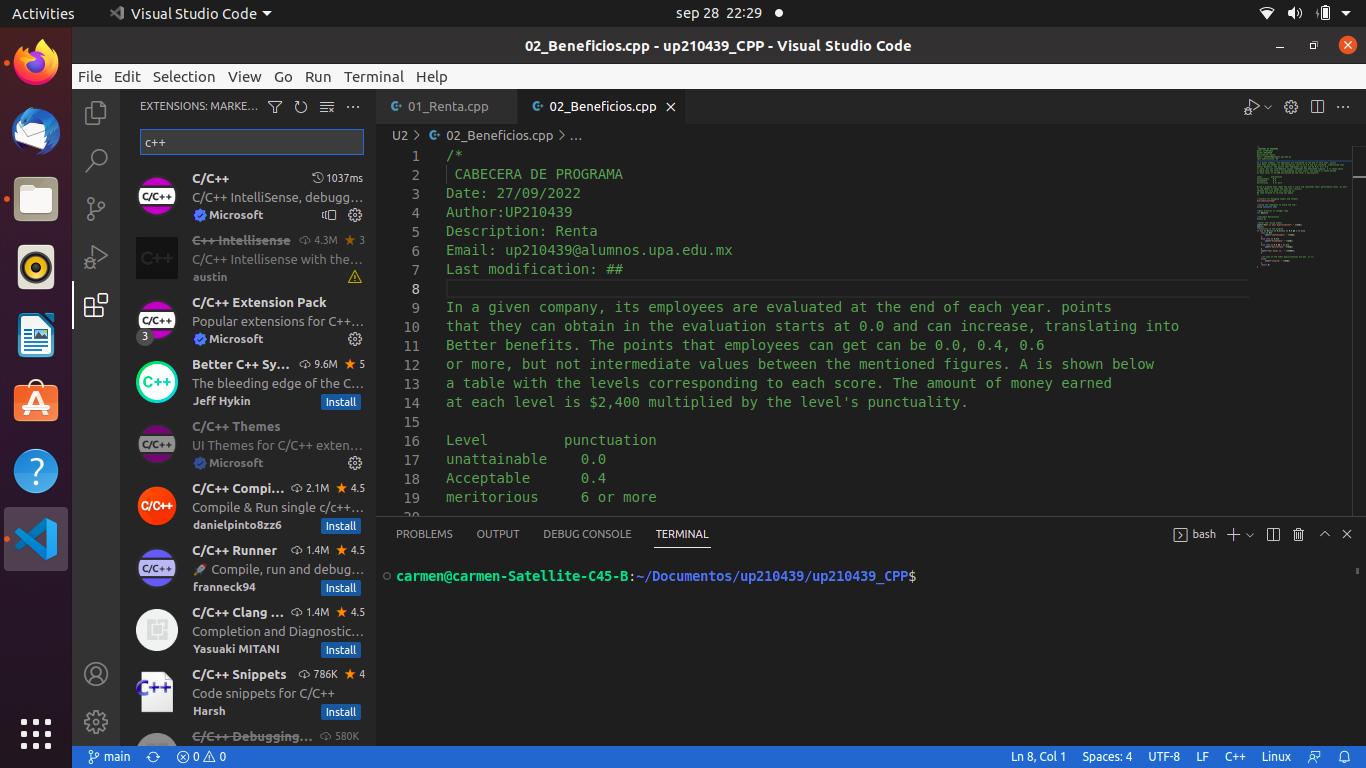 Activities
Visual Studio Code
sep 28 22:29
02_Beneficios.cpp - up210439_CPP - Visual Studio Code
File Edit Selection View Go Run Terminal Help
EXTENSIONS: MARKE...
c++
C/C++ 1037ms
C/C++ IntelliSense, debugg...
Microsoft
C++ Intellisense 4.3M 3
C/C++ Intellisense with the...
austin
C/C++ Extension Pack
Popular extensions for C++...
3 Microsoft
Better C++ Sy... 9.6M 5
The bleeding edge of the C...
Jeff Hykin Install
C/C++ Themes
UI Themes for C/C++ exten...
Microsoft
C/C++ Compi... 2.1M 4.5
Compile & Run single c/c++...
danielpinto8zz6 Install
C/C++ Runner 1.4M 4.5
Compile, run and debug...
franneck94 Install
C/C++ Clang ... 1.4M 4.5
Completion and Diagnostic...
Yasuaki MITANI Install
C/C++ Snippets 786K 4
Code snippets for C/C++
Harsh Install
C/C++ Debugging... 580K
01_Renta.cpp 02_Beneficios.cpp
U2 > 02_Beneficios.cpp > ...
1 /*
2 CABECERA DE PROGRAMA
3 Date: 27/09/2022
4 Author:UP210439
5 Description: Renta
6 Email: up210439@alumnos.upa.edu.mx
7 Last modification: ##
8
9 In a given company, its employees are evaluated at the end of each year. points
10 that they can obtain in the evaluation starts at 0.0 and can increase, translating into
11 Better benefits. The points that employees can get can be 0.0, 0.4, 0.6
12 or more, but not intermediate values between the mentioned figures. A is shown below
13 a table with the levels corresponding to each score. The amount of money earned
14 at each level is $2,400 multiplied by the level's punctuality.
15
16 Level punctuation
17 unattainable 0.0
18 Acceptable 0.4
19 meritorious 6 or more
20
PROBLEMS OUTPUT DEBUG CONSOLE TERMINAL
bash
carmen@carmen-Satellite-C45-B:~/Documentos/up210439/up210439_CPP$
main 0 0
Ln 8, Col 1 Spaces: 4 UTF-8 LF C++ Linux